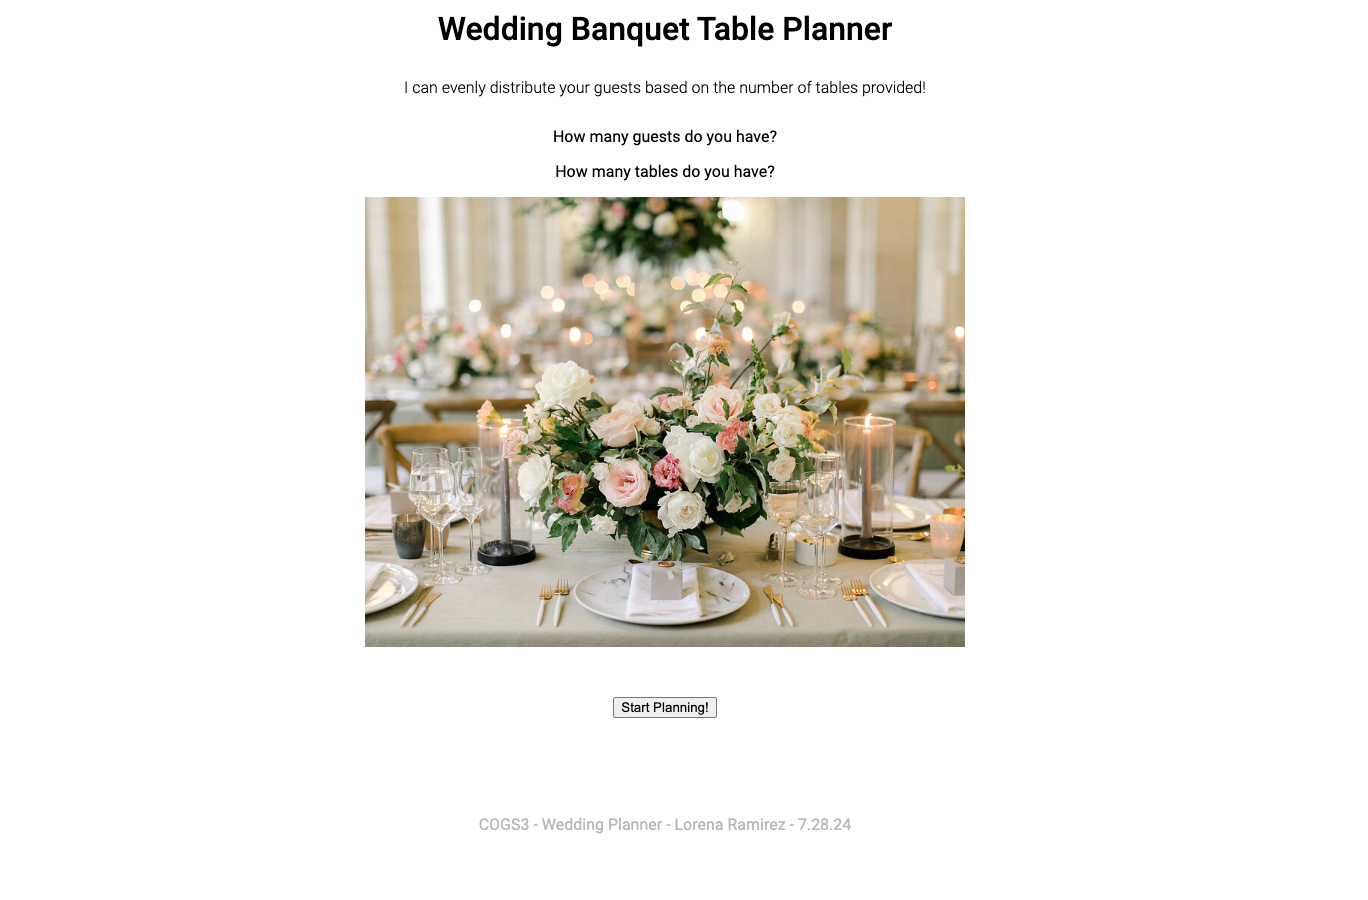 Wedding Banquet Table Planner
I can evenly distribute your guests based on the number of tables provided!
How many guests do you have?
How many tables do you have?
Start Planning!
COGS3 - Wedding Planner - Lorena Ramirez - 7.28.24